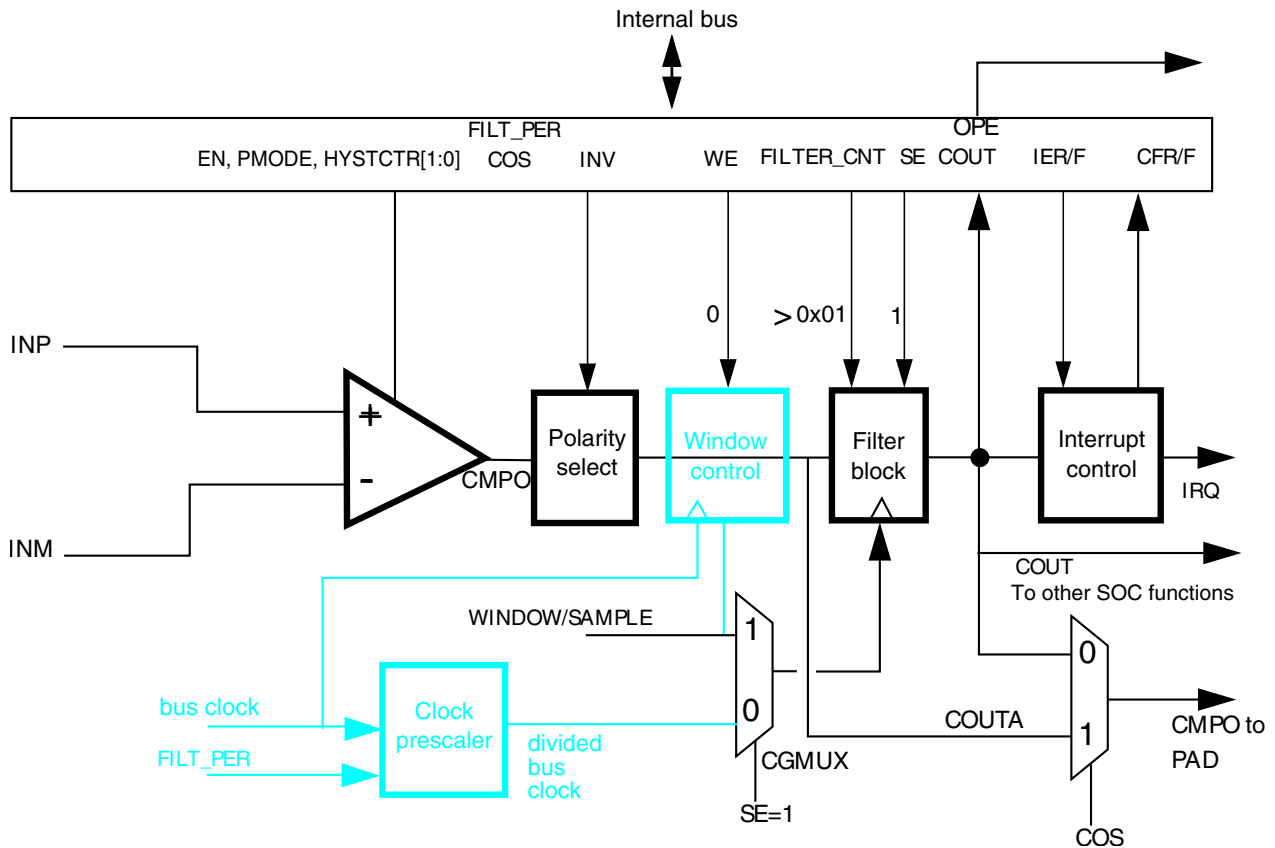 Internal bus
FILT_PER
OPE
EN, PMODE, HYSTCTR[1:0]
COS
INV
WE
FILTER_CNT
SE
COUT
IER/F
CFR/F
0
> 0x01
1
INP
+
-
INM
CMPO
Polarity
select
Window
control
Filter
block
Interrupt
control
IRQ
COUT
To other SOC functions
WINDOW/SAMPLE
1
0
CGMUX
SE=1
bus clock
FILT_PER
Clock
prescaler
divided
bus
clock
COUTA
0
1
CMPO to
PAD
COS